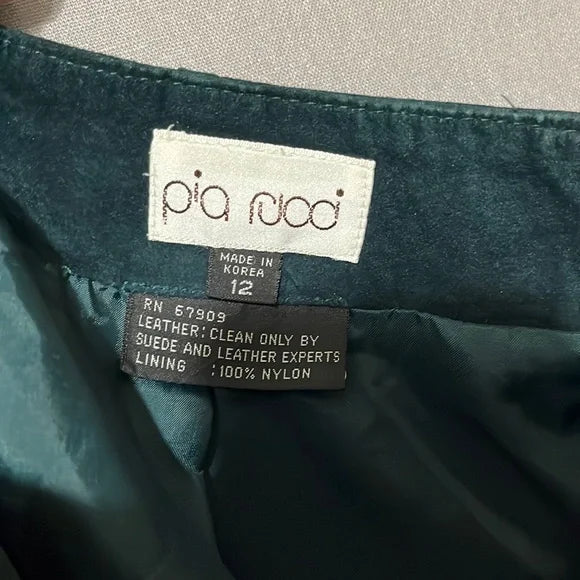 pia rucci
MADE IN
KOREA
12
RN 67909
LEATHER: CLEAN ONLY BY
SUEDE AND LEATHER EXPERTS
LINING :100% NYLON